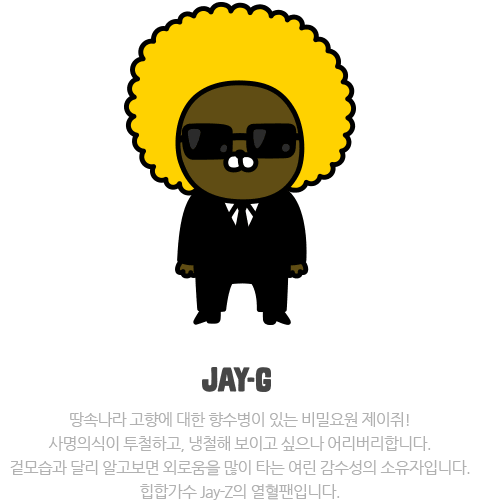 JAY-G
땅속나라 고향에 대한 향수병이 있는 비밀요원 제이쥐!
사명의식이 투철하고, 냉철해 보이고 싶으나 어리버리합니다.
겉모습과 달리 알고보면 외로움을 많이 타는 여린 감수성의 소유자입니다.
힙합가수 Jay-Z의 열혈팬입니다.